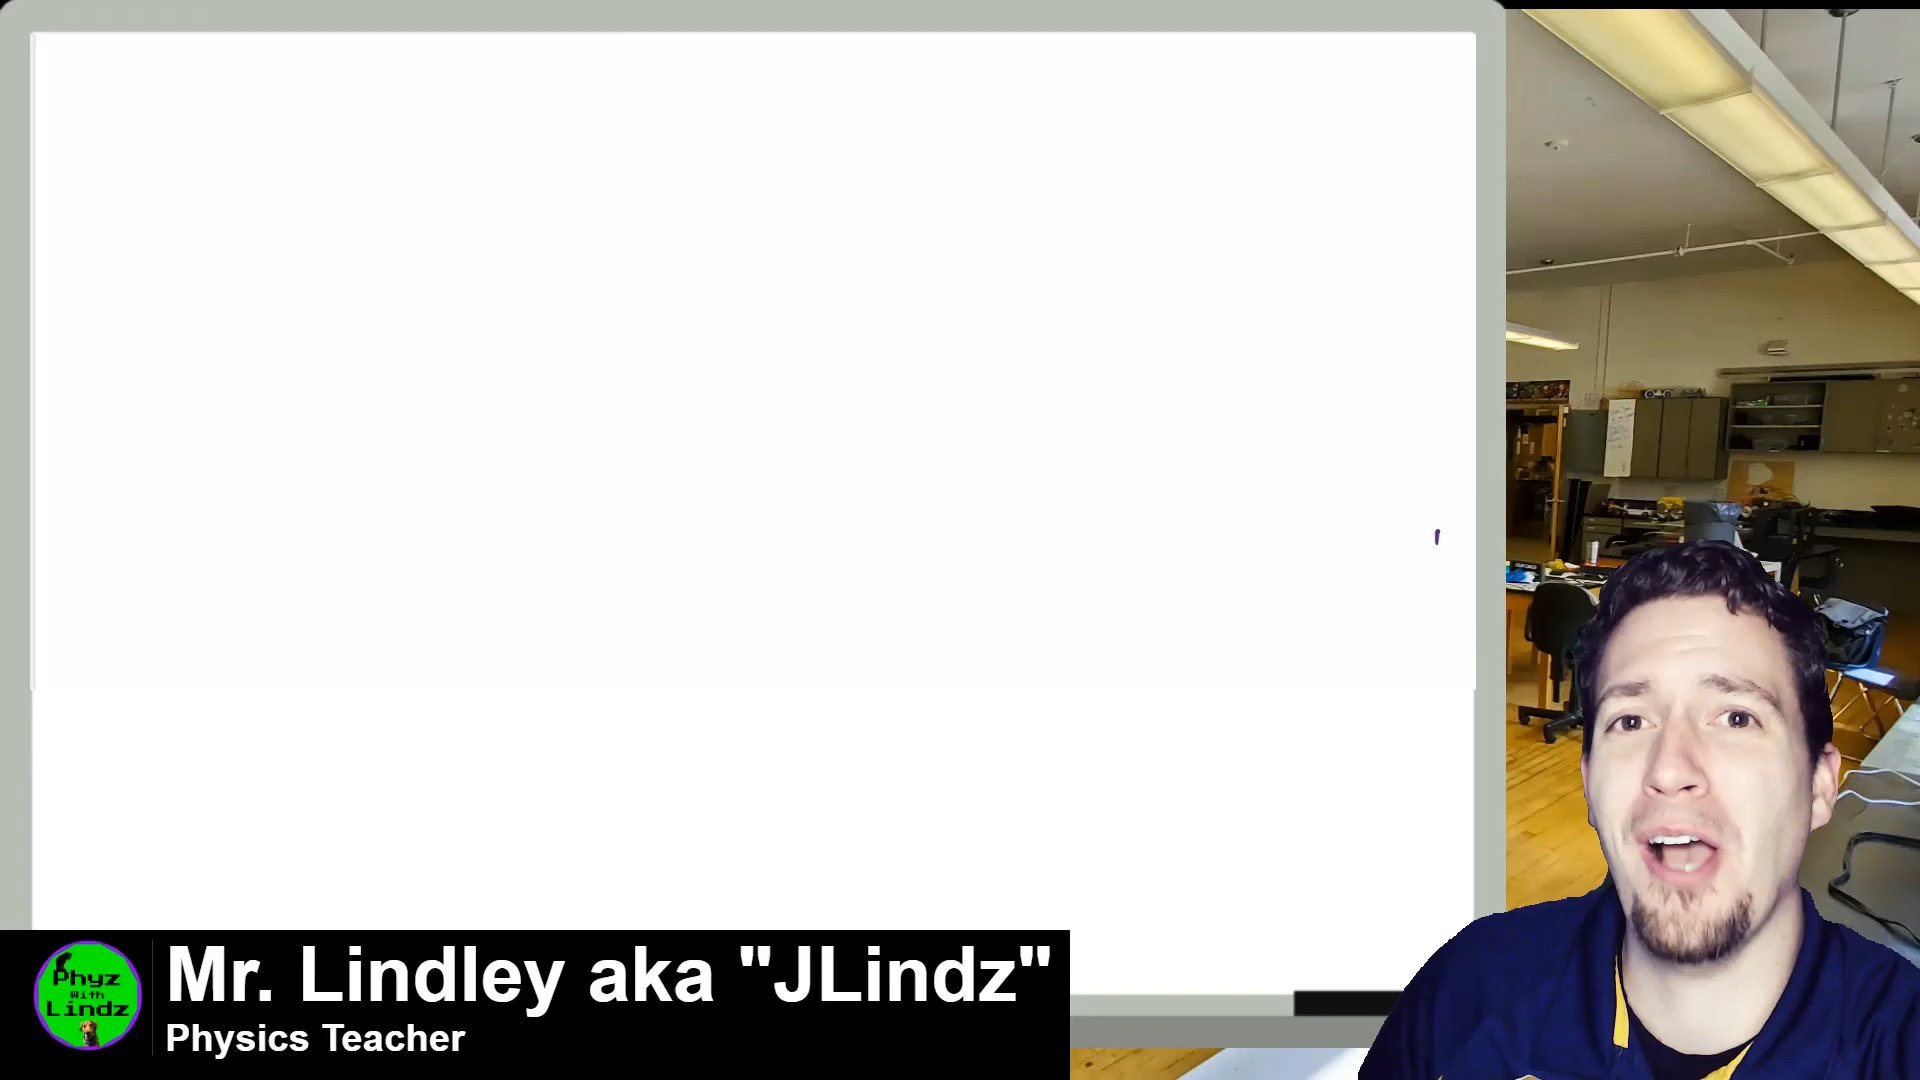 Mr. Lindley aka "JLindz"
Physics Teacher
Phyz
With
Lindz